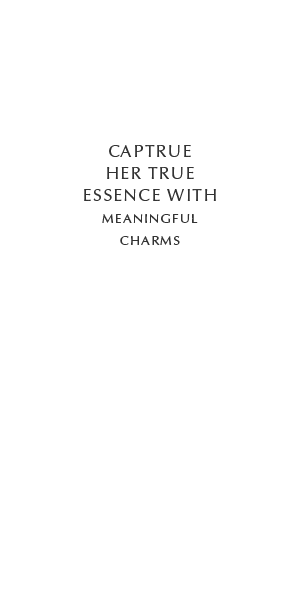 CAPTRUE
HER TRUE
ESSENCE WITH
MEANINGFUL
CHARMS